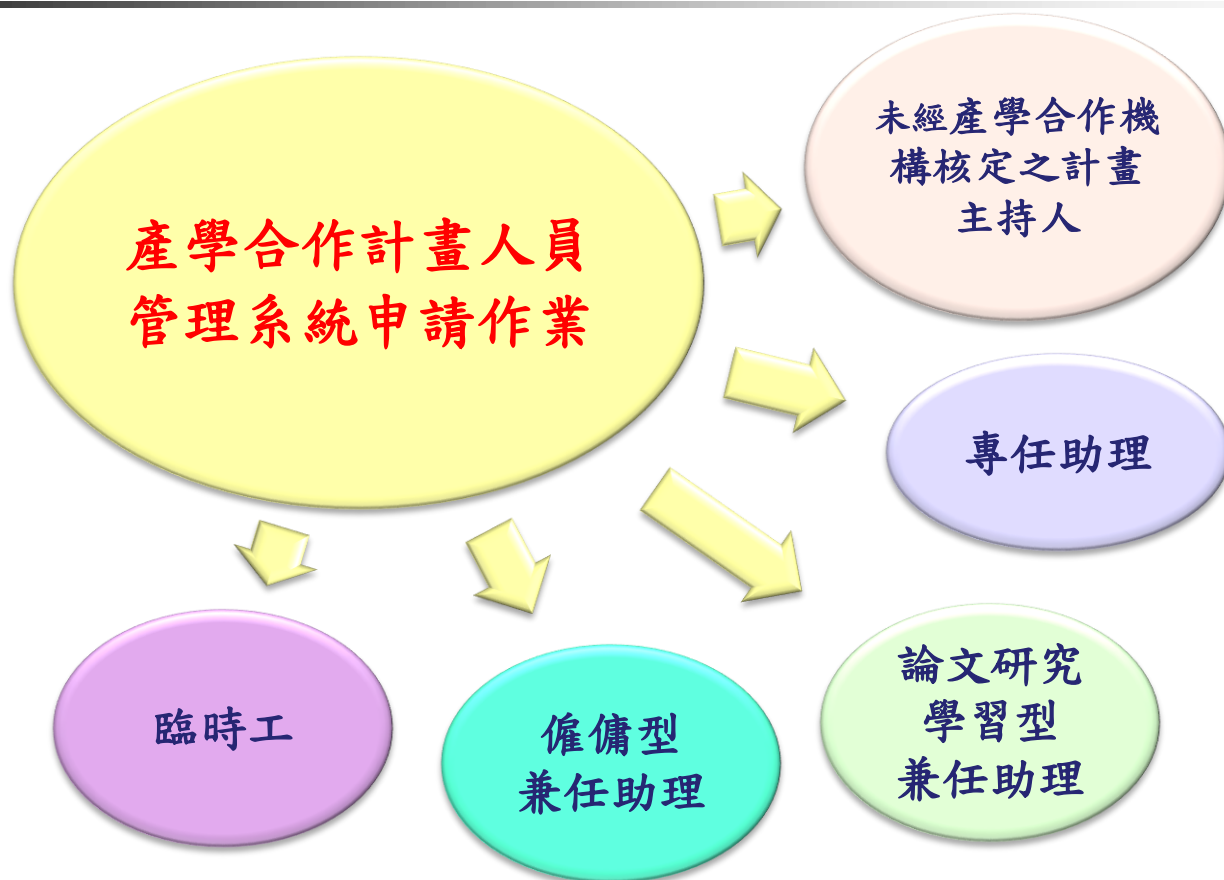 產學合作計畫人員
管理系統申請作業
未經產學合作機
構核定之計畫
主持人
專任助理
論文研究
學習型
兼任助理
僱傭型
兼任助理
臨時工